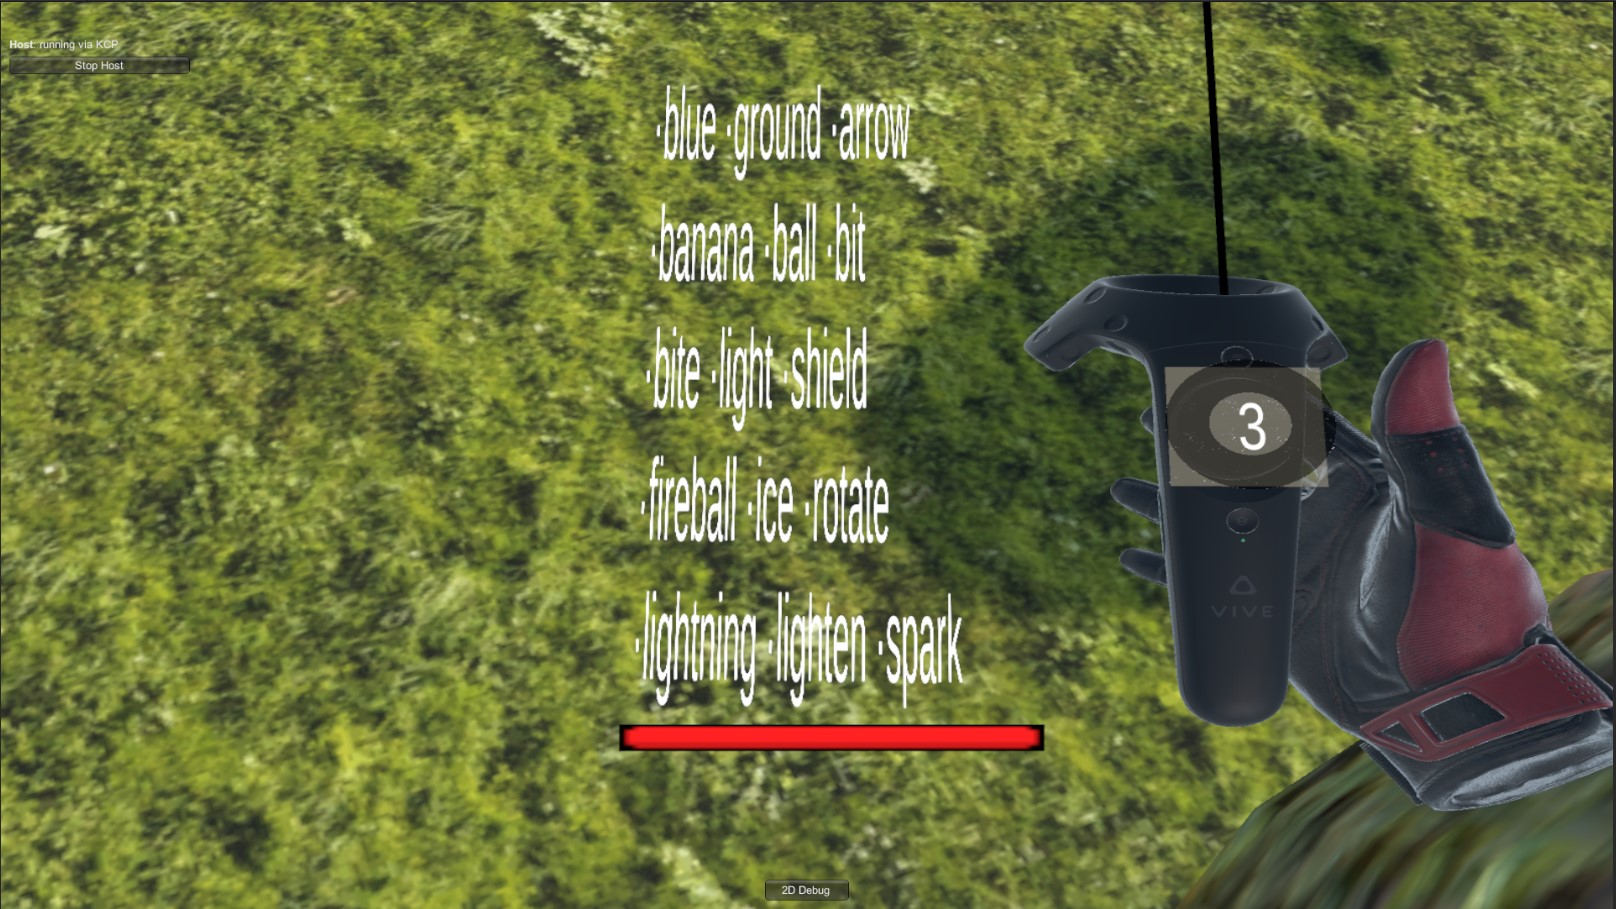 Host: running via KCP
Stop Host
·blue ·ground ·arrow
·banana ·ball ·bit
·bite ·light ·shield
·fireball ·ice ·rotate
·lightning ·lighten ·spark
3
VIVE
2D Debug